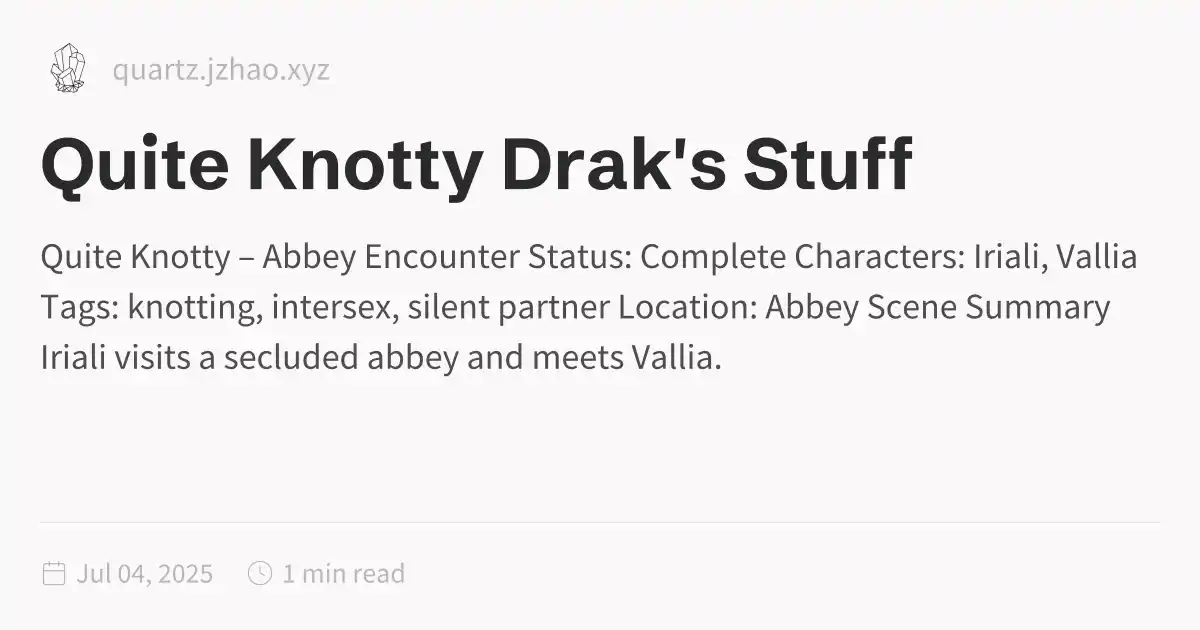 quartz.jzhao.xyz
Quite Knotty Drak's Stuff
Quite Knotty – Abbey Encounter Status: Complete Characters: Iriali, Vallia
Tags: knotting, intersex, silent partner Location: Abbey Scene Summary
Iriali visits a secluded abbey and meets Vallia.
Jul 04, 2025 1 min read